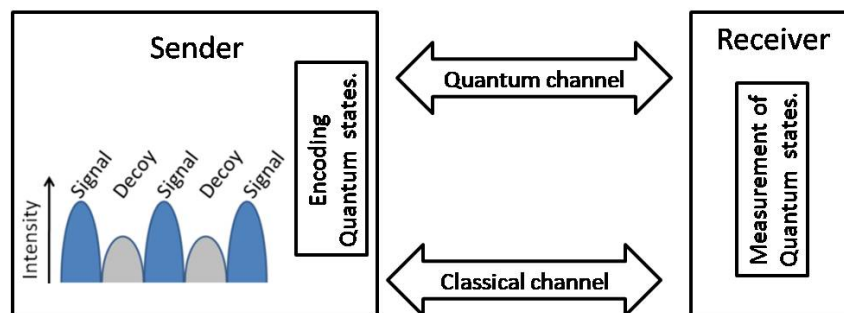 Sender
Intensity
Signal
Decoy
Signal
Decoy
Signal
Encoding
Quantum states.
Quantum channel
Classical channel
Receiver
Measurement of
Quantum states.